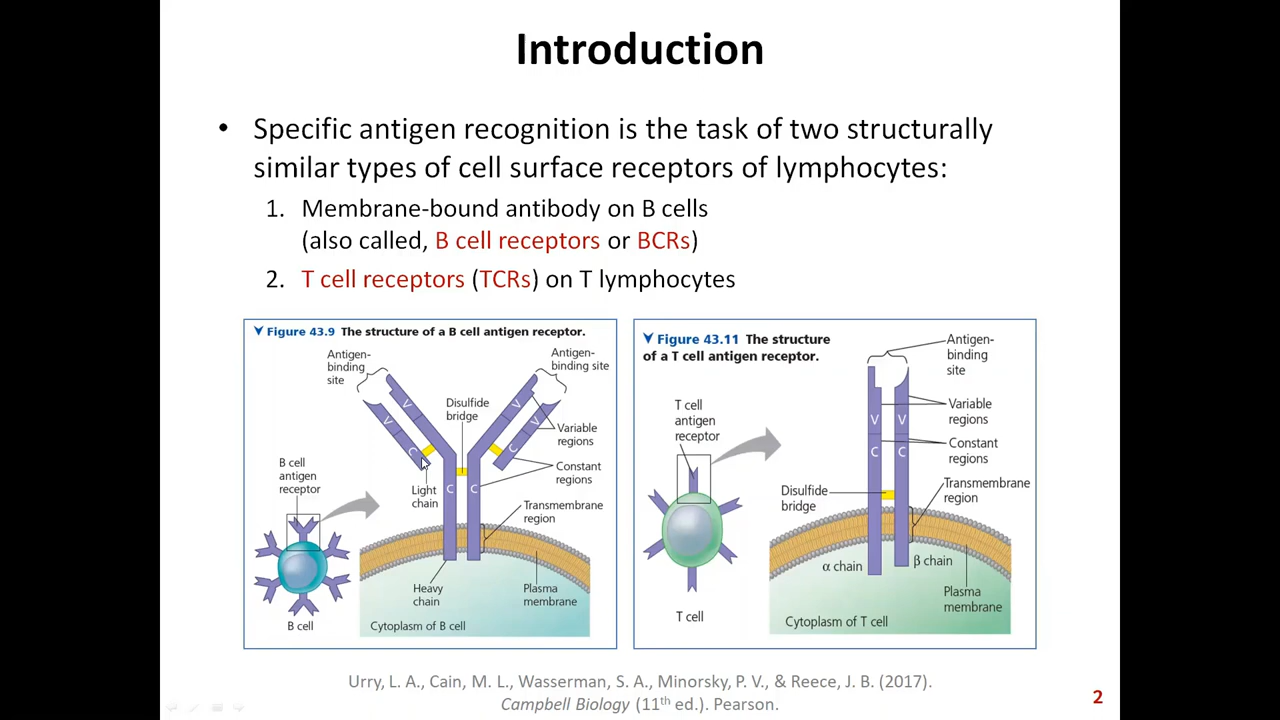 Introduction
• Specific antigen recognition is the task of two structurally
similar types of cell surface receptors of lymphocytes:
1. Membrane-bound antibody on B cells
(also called, B cell receptors or BCRs)
2. T cell receptors (TCRs) on T lymphocytes
Figure 43.9 The structure of a B cell antigen receptor.
Antigen-
binding
site
Antigen-
binding site
Disulfide
bridge
V
V
V
V
Variable
regions
C
C
B cell
antigen
receptor
Light
chain
C
C
Constant
regions
Transmembrane
region
Heavy
chain
Plasma
membrane
B cell
Cytoplasm of B cell
Figure 43.11 The structure
of a T cell antigen receptor.
Antigen-
binding
site
T cell
antigen
receptor
V
V
Variable
regions
C
C
Constant
regions
Disulfide
bridge
Transmembrane
region
α chain
β chain
Plasma
membrane
T cell
Cytoplasm of T cell
Urry, L. A., Cain, M. L., Wasserman, S. A., Minorsky, P. V., & Reece, J. B. (2017).
Campbell Biology (11th ed.). Pearson.
2